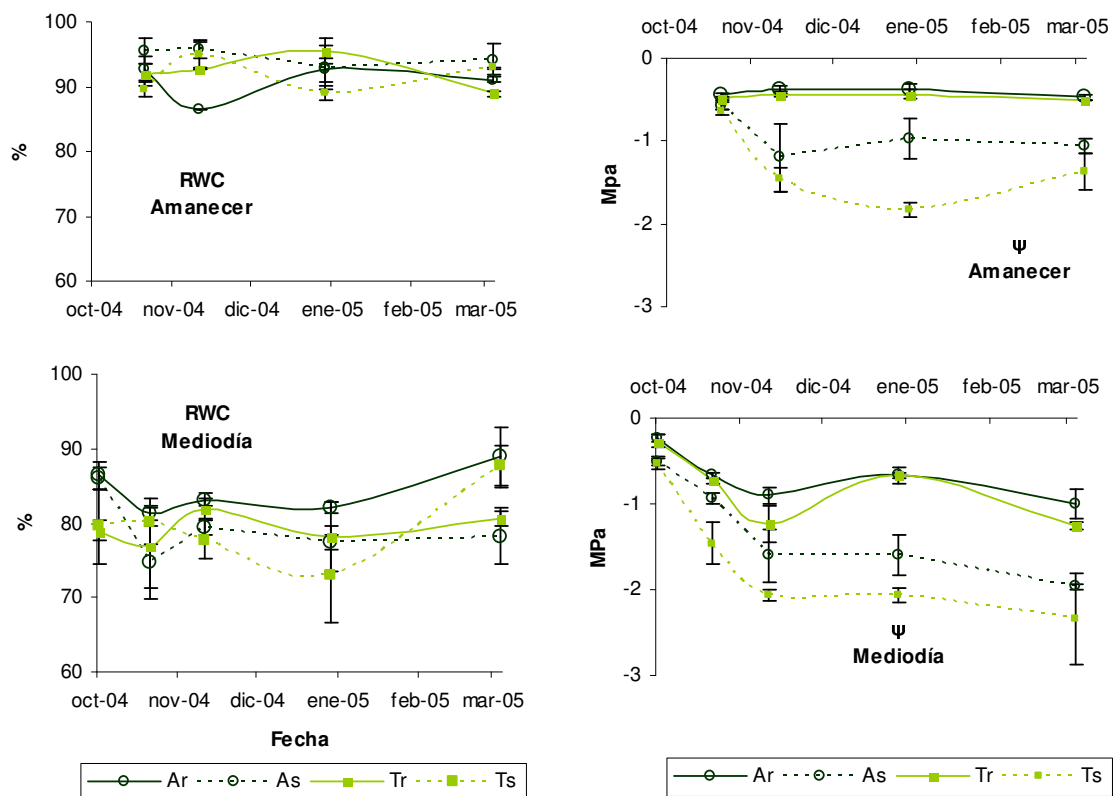 100
90
80
70
60
%
RWC
Amanecer
oct-04 nov-04 dic-04 ene-05 feb-05 mar-05
oct-04 nov-04 dic-04 ene-05 feb-05 mar-05
0
-1
-2
-3
Mpa
Ψ
Amanecer
100
90
80
70
60
%
RWC
Mediodía
oct-04 nov-04 dic-04 ene-05 feb-05 mar-05
Fecha
Ar As Tr Ts
oct-04 nov-04 dic-04 ene-05 feb-05 mar-05
0
-1
-2
-3
MPa
Ψ
Mediodía
Ar As Tr Ts